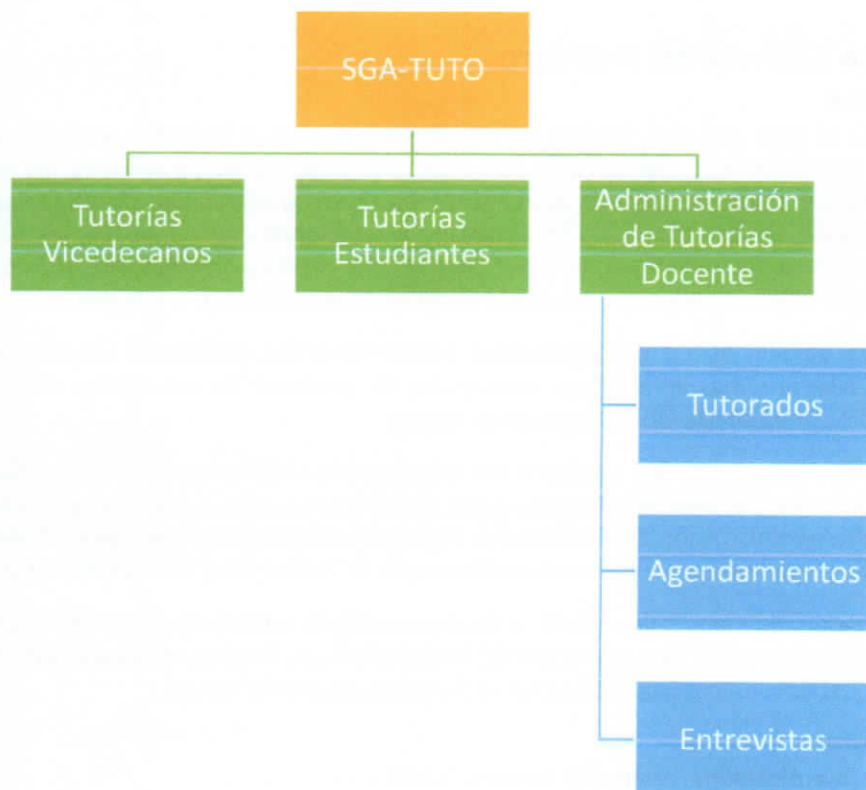 SGA-TUTO
Tutorías
Vicedecanos
Tutorías
Estudiantes
Administración
de Tutorías
Docente
Tutorados
Agendamientos
Entrevistas